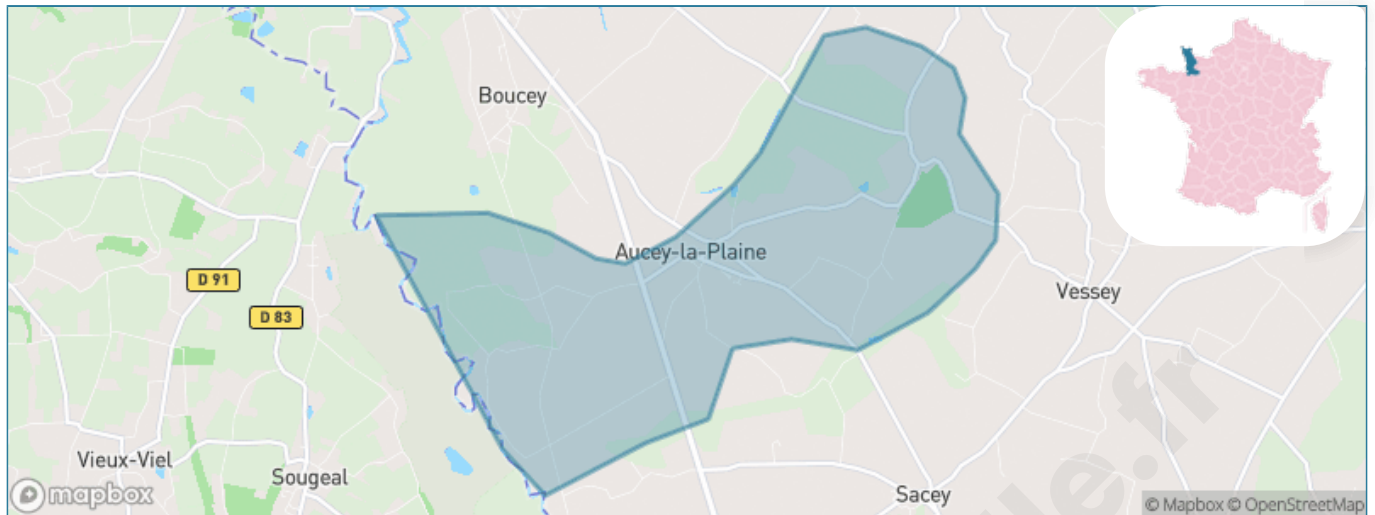 Boucey
Aucey-la-Plaine
D 91
Vessey
D 83
Vieux-Viel
Sougeal
Sacey
mapbox
© Mapbox © OpenStreetMap